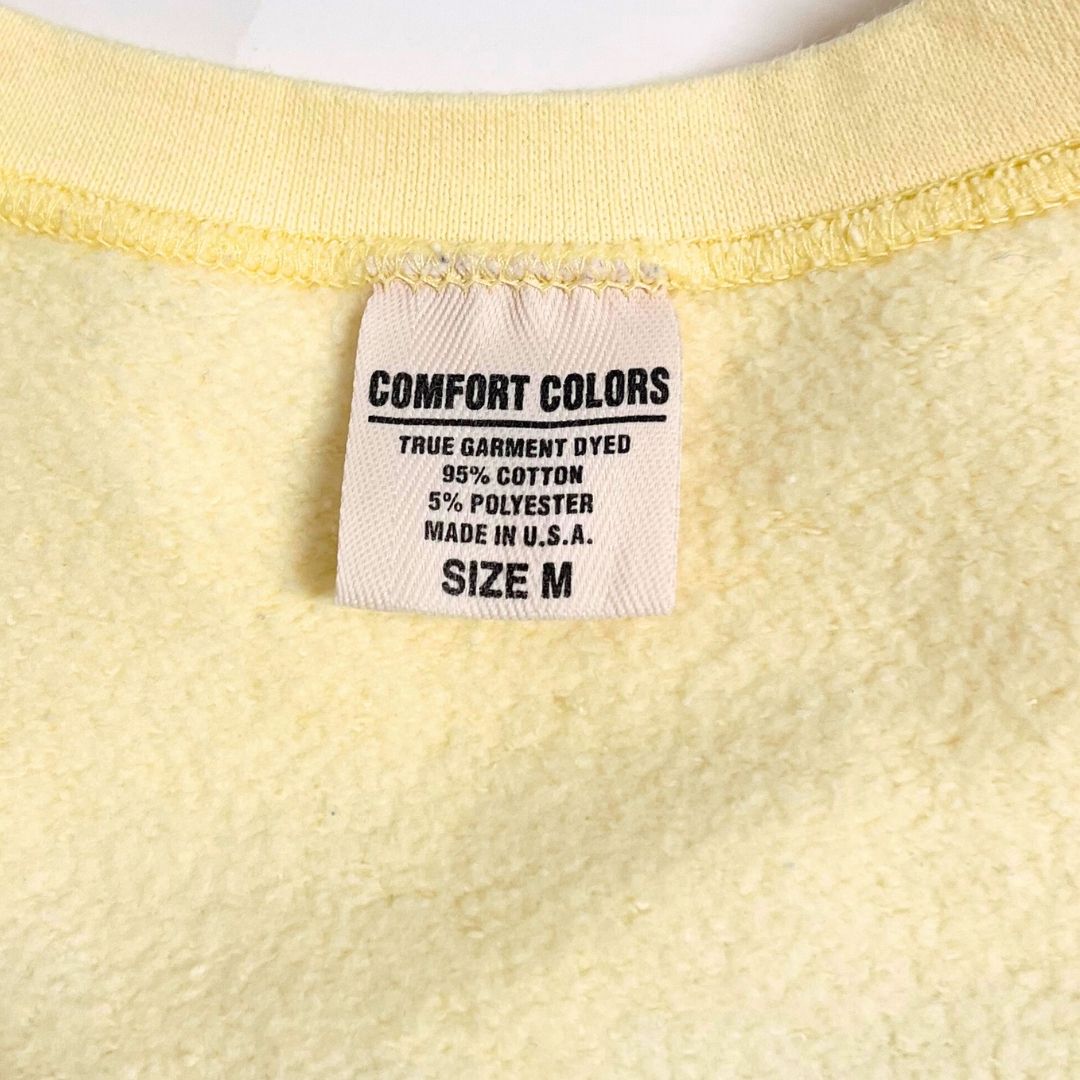 COMFORT COLORS
TRUE GARMENT DYED
95% COTTON
5% POLYESTER
MADE IN U.S.A.
SIZE M